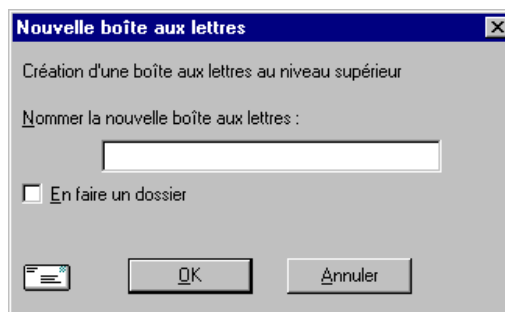 Nouvelle boîte aux lettres
Création d'une boîte aux lettres au niveau supérieur
Nommer la nouvelle boîte aux lettres :
En faire un dossier
OK
Annuler